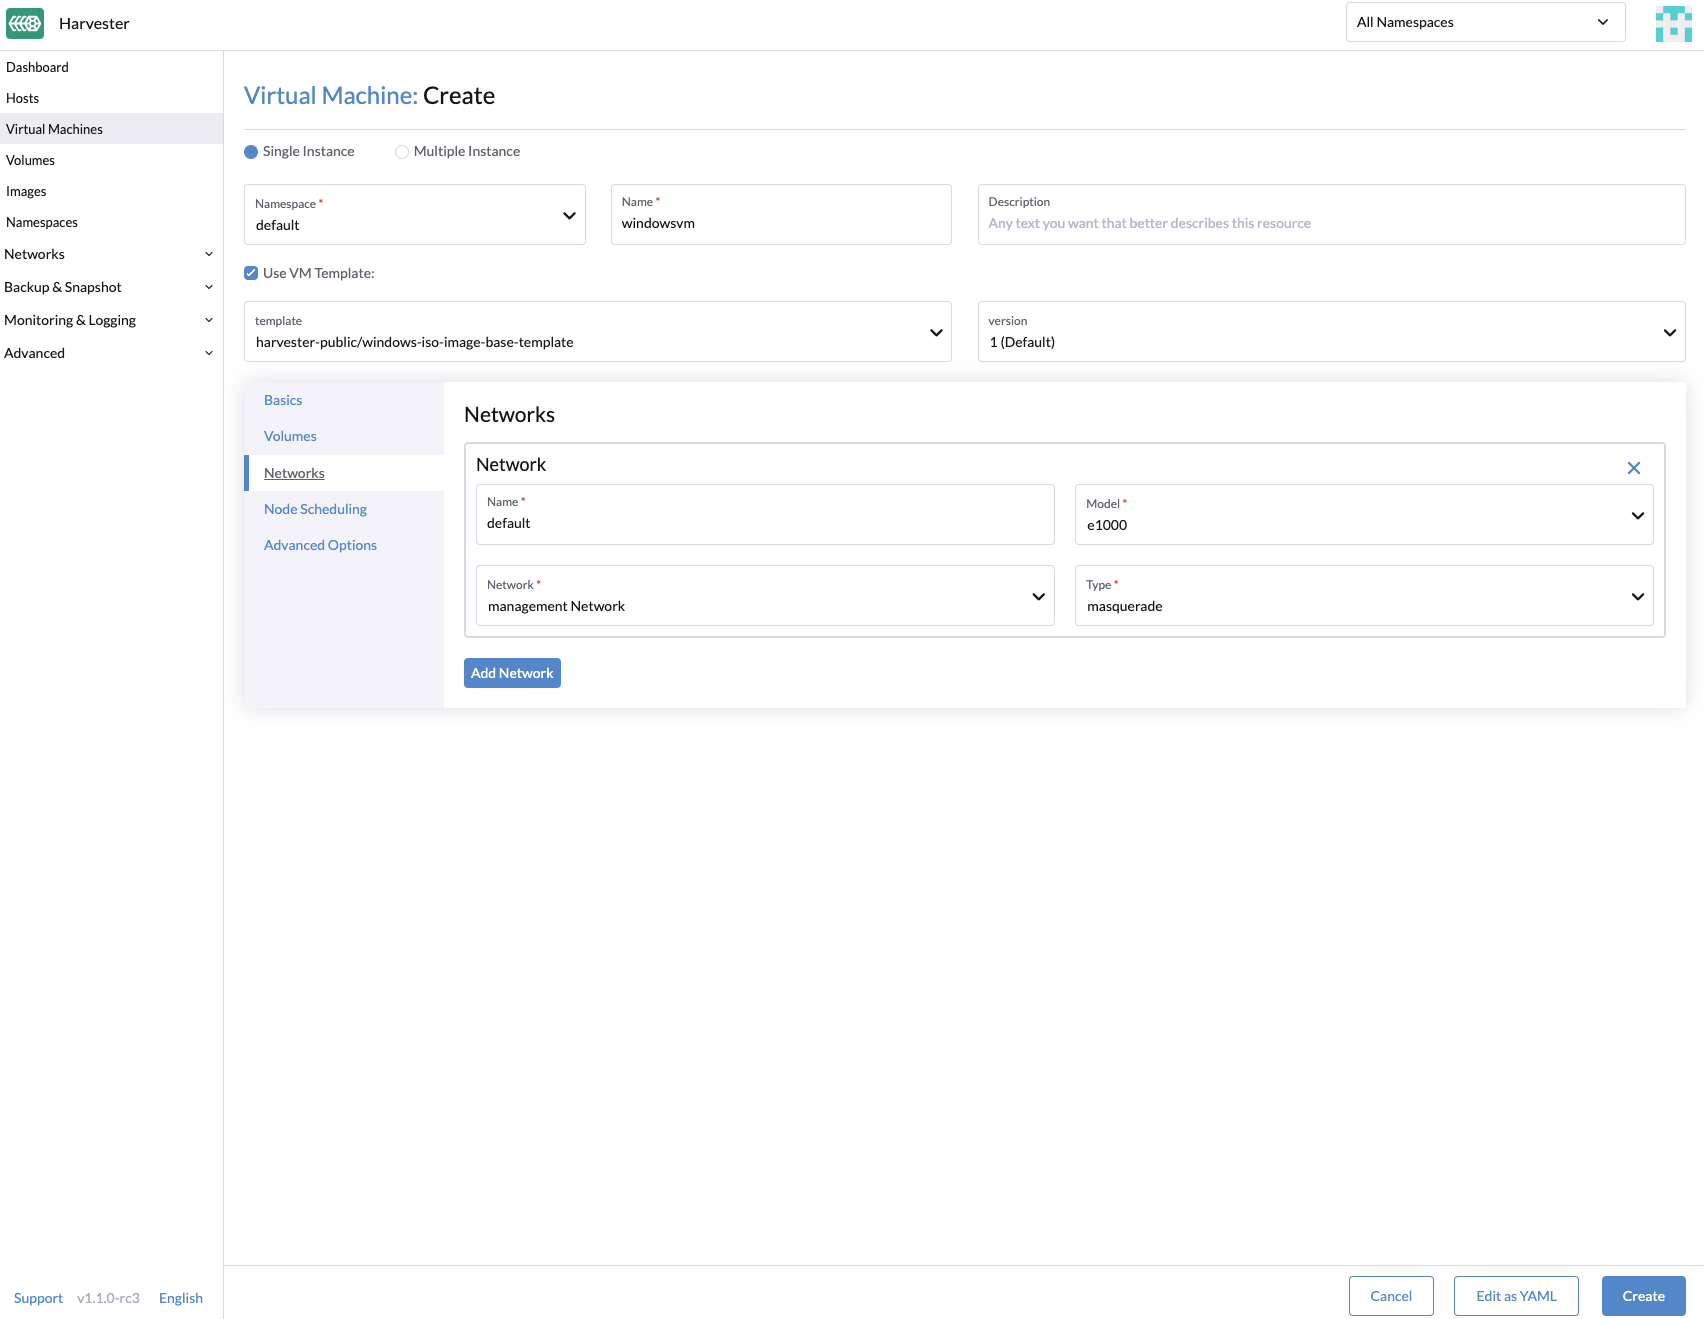 Harvester
All Namespaces
Dashboard
Hosts
Virtual Machines
Volumes
Images
Namespaces
Networks
Backup & Snapshot
Monitoring & Logging
Advanced
Virtual Machine: Create
Single Instance
Multiple Instance
Namespace *
default
Name *
windowsvm
Description
Any text you want that better describes this resource
Use VM Template:
template
harvester-public/windows-iso-image-base-template
version
1 (Default)
Basics
Volumes
Networks
Node Scheduling
Advanced Options
Networks
Network
Name *
default
Model *
e1000
Network *
management Network
Type *
masquerade
Add Network
Support
v1.1.0-rc3
English
Cancel
Edit as YAML
Create